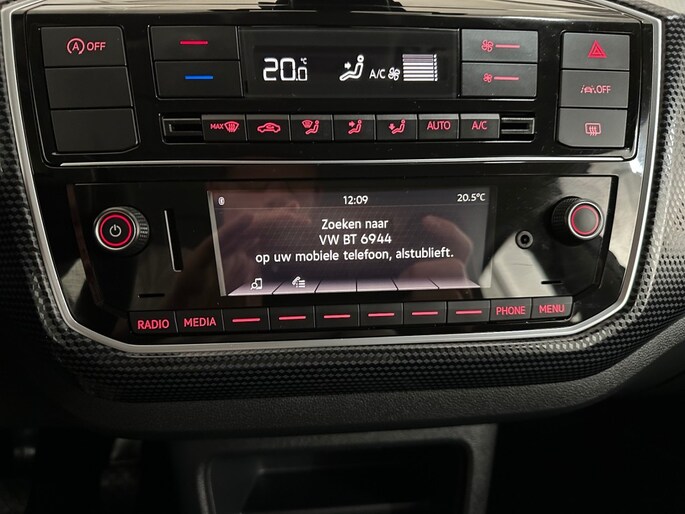 (A) OFF
20.0 °C
A/C
OFF
MAX
AUTO
A/C
12:09
20.5°C
Zoeken naar
VW BT 6944
op uw mobiele telefoon, alstublieft.
RADIO
MEDIA
PHONE
MENU